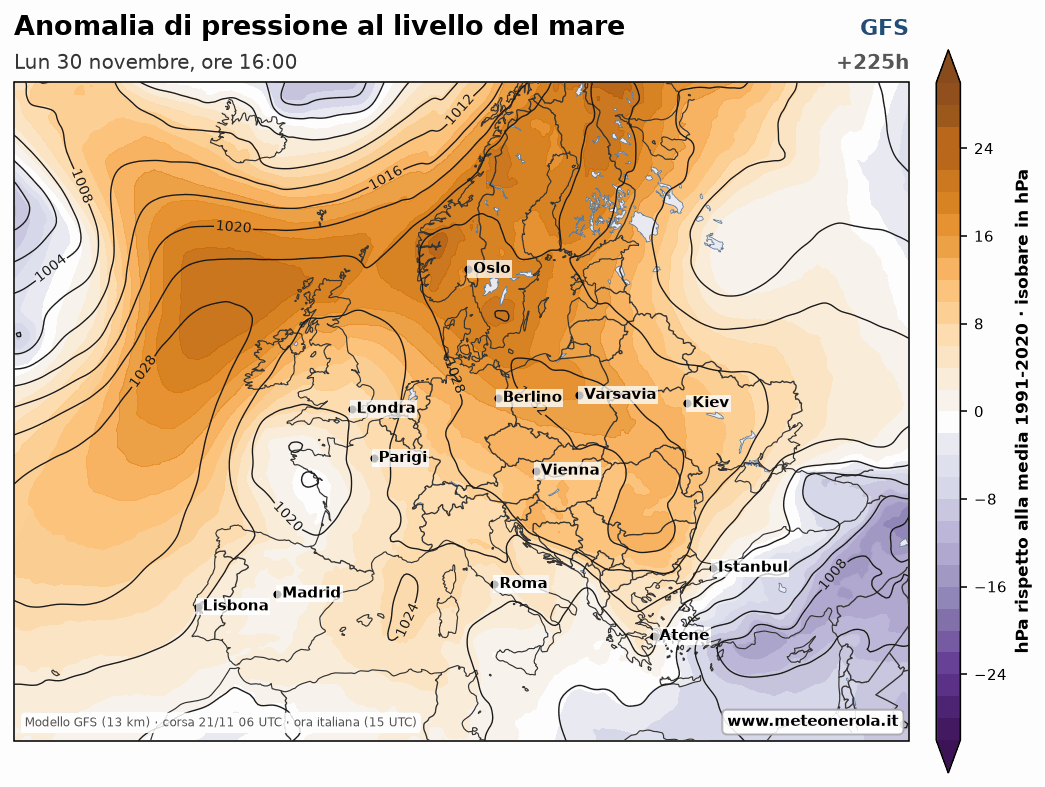 Anomalia di pressione al livello del mare
GFS
Lun 30 novembre, ore 16:00
+225h
1012
1008
1016
1020
1004
Oslo
1028
1028
Londra
Berlino
Varsavia
Kiev
Parigi
Vienna
1020
Istanbul
1008
Roma
Madrid
Lisbona
1024
Atene
Modello GFS (13 km) · corsa 21/11 06 UTC · ora italiana (15 UTC)
www.meteonerola.it
24
16
8
0
−8
−16
−24
hPa rispetto alla media 1991-2020 · isobare in hPa